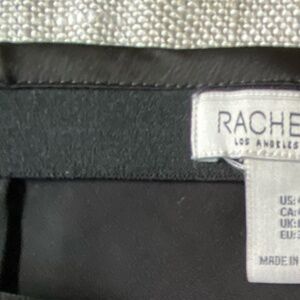 RACHE
LOS ANGELES
US:
CA:
UK:
EU:
MADE IN